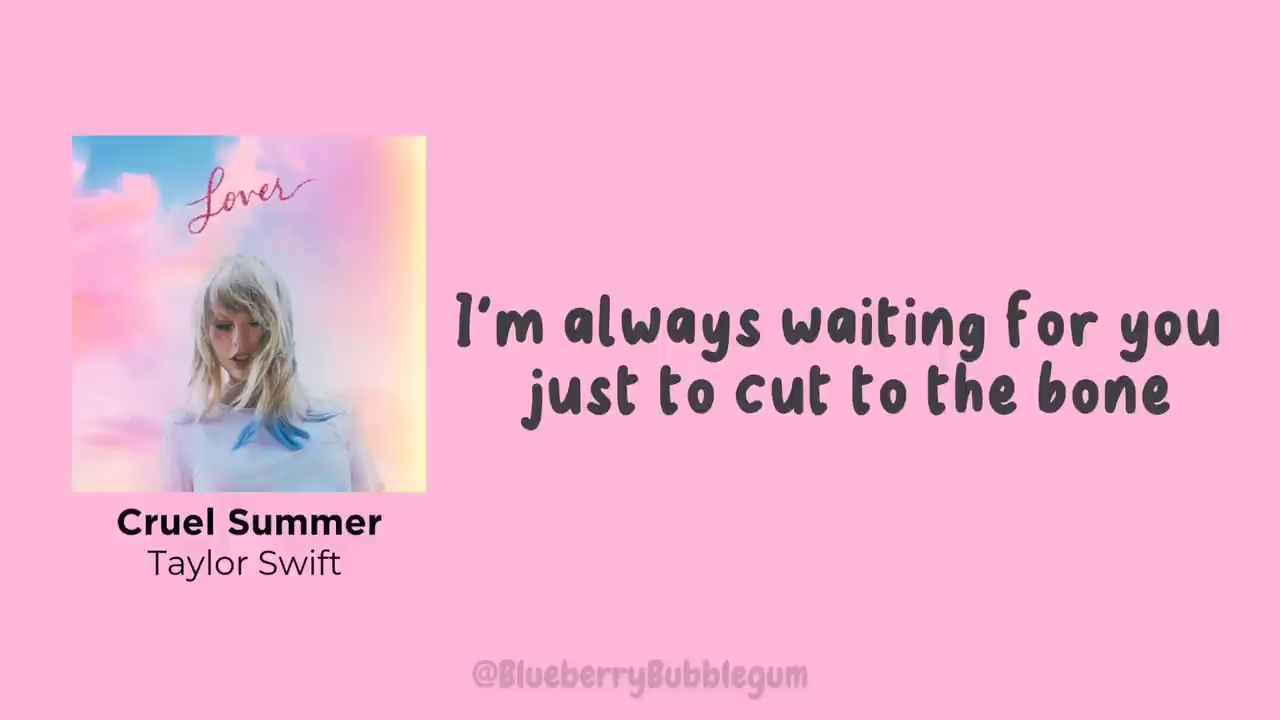 Lover
I'm always waiting for you
just to cut to the bone
Cruel Summer
Taylor Swift
@BlueberryBubblegum